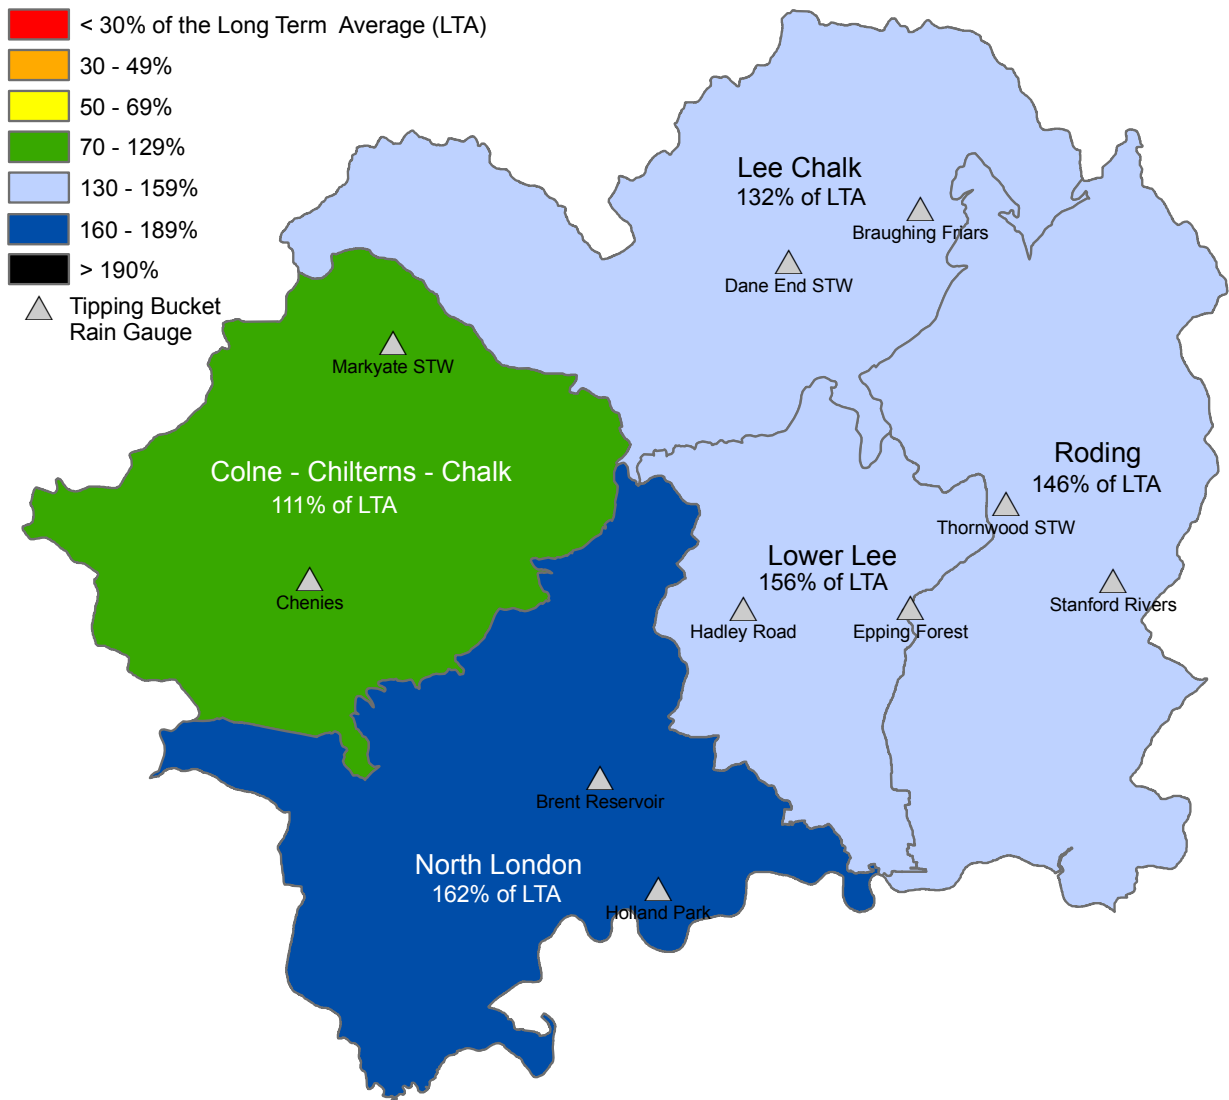 < 30% of the Long Term  Average (LTA)
30 - 49%
50 - 69%
70 - 129%
130 - 159%
160 - 189%
> 190%
Tipping Bucket
Rain Gauge
Lee Chalk
132% of LTA
Braughing Friars
Dane End STW
Markyate STW
Colne - Chilterns - Chalk
111% of LTA
Chenies
Roding
146% of LTA
Thornwood STW
Stanford Rivers
Lower Lee
156% of LTA
Hadley Road
Epping Forest
Brent Reservoir
North London
162% of LTA
Holland Park